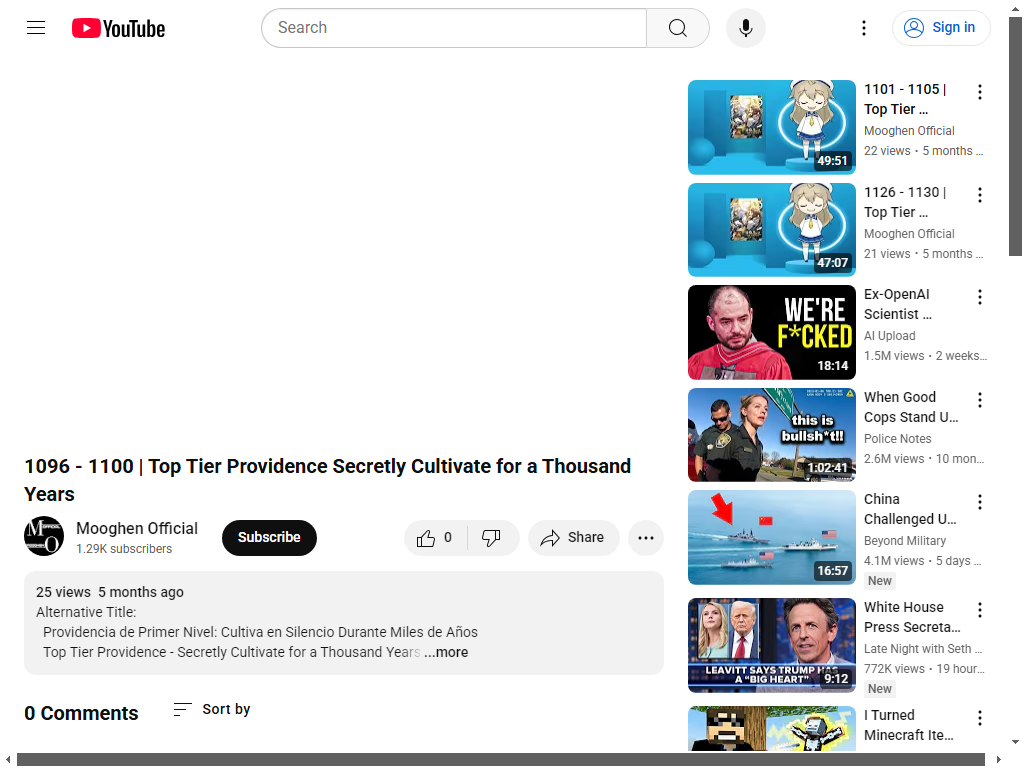 YouTube
Search
Sign in
1096 - 1100 | Top Tier Providence Secretly Cultivate for a Thousand
Years
Mooghen Official
1.29K subscribers
Subscribe
0
Share
25 views 5 months ago
Alternative Title:
Providencia de Primer Nivel: Cultiva en Silencio Durante Miles de Años
Top Tier Providence - Secretly Cultivate for a Thousand Years ...more
0 Comments
Sort by
49:51
1101 - 1105 |
Top Tier …
Mooghen Official
22 views • 5 months …
47:07
1126 - 1130 |
Top Tier …
Mooghen Official
21 views • 5 months …
WE'RE
F*CKED
18:14
Ex-OpenAI
Scientist …
AI Upload
1.5M views • 2 weeks…
this is
bullsh*t!!
1:02:41
When Good
Cops Stand U…
Police Notes
2.6M views • 10 mon…
16:57
China
Challenged U…
Beyond Military
4.1M views • 5 days …
New
LEAVITT SAYS TRUMP HAS
A "BIG HEART"
9:12
White House
Press Secreta…
Late Night with Seth …
772K views • 19 hour…
New
I Turned
Minecraft Ite…